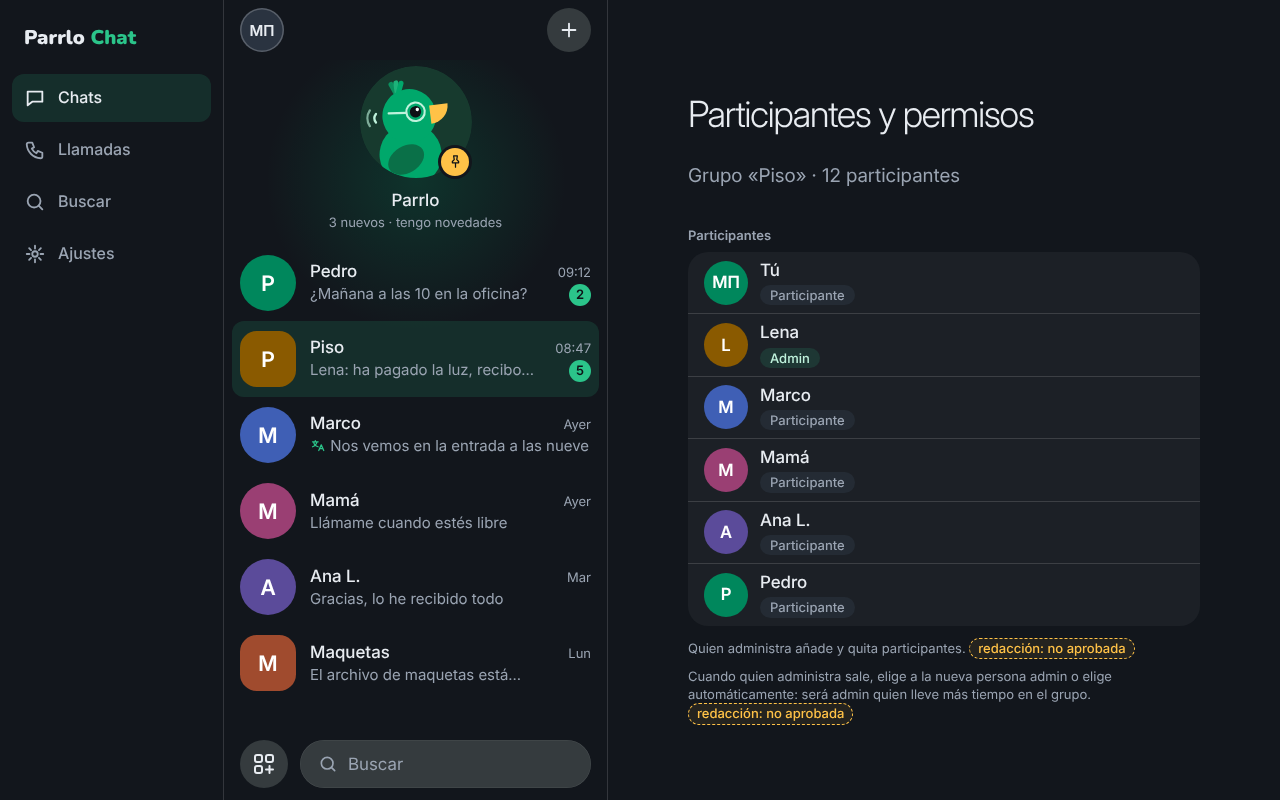 Parrlo Chat
Chats
Llamadas
Buscar
Ajustes
МП
Parrlo
3 nuevos · tengo novedades
P
Pedro
09:12
¿Mañana a las 10 en la oficina?
2
P
Piso
08:47
Lena: ha pagado la luz, recibo...
5
M
Marco
Ayer
Nos vemos en la entrada a las nueve
M
Mamá
Ayer
Llámame cuando estés libre
A
Ana L.
Mar
Gracias, lo he recibido todo
M
Maquetas
Lun
El archivo de maquetas está...
Buscar
Participantes y permisos
Grupo «Piso» · 12 participantes
Participantes
МП
Tú
Participante
L
Lena
Admin
M
Marco
Participante
M
Mamá
Participante
A
Ana L.
Participante
P
Pedro
Participante
Quien administra añade y quita participantes. redacción: no aprobada
Cuando quien administra sale, elige a la nueva persona admin o elige
automáticamente: será admin quien lleve más tiempo en el grupo.
redacción: no aprobada